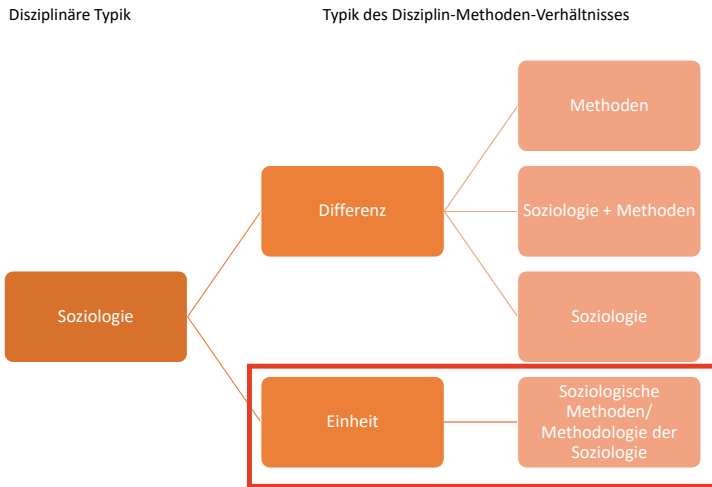 Disziplinäre Typik
Typik des Disziplin-Methoden-Verhältnisses
Methoden
Differenz
Soziologie + Methoden
Soziologie
Soziologie
Einheit
Soziologische
Methoden/
Methodologie der
Soziologie